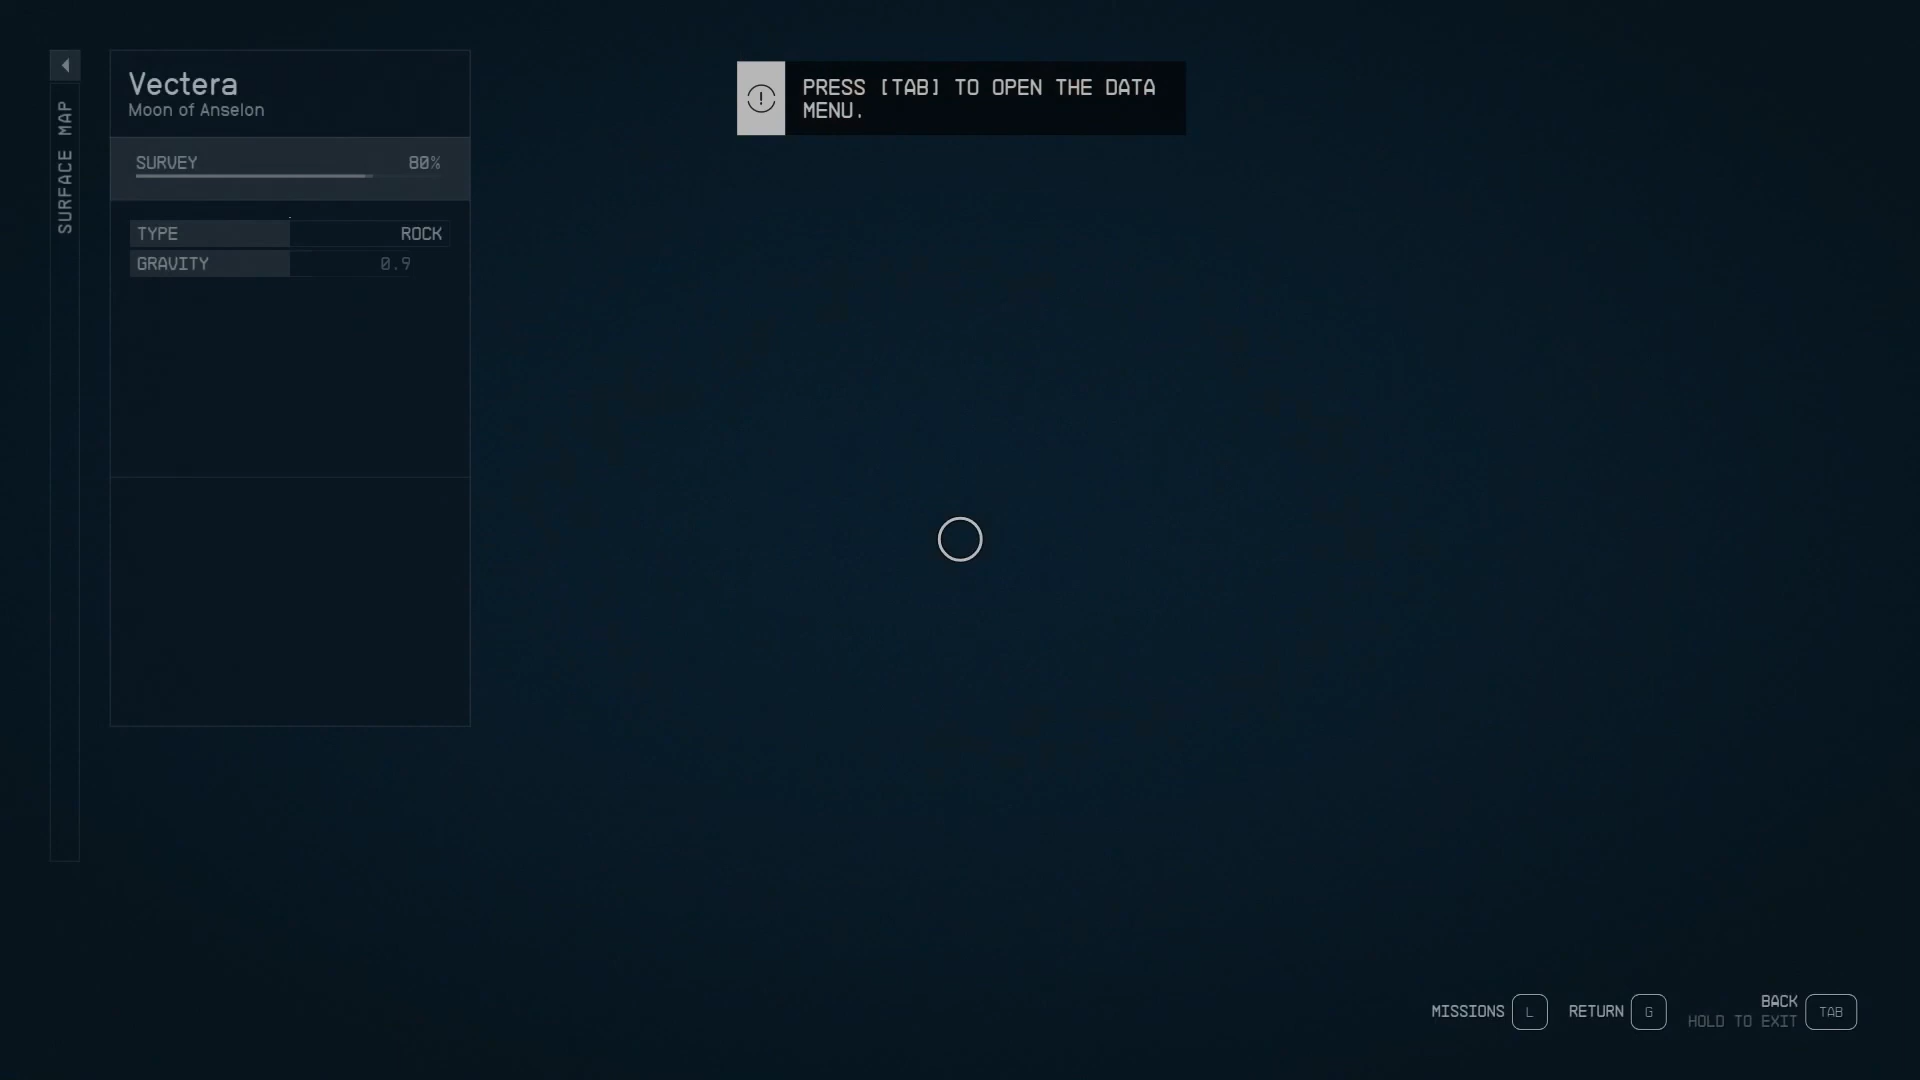 SURFACE MAP
Vectera
Moon of Anselon
SURVEY 80%
TYPE ROCK
GRAVITY 0.9
PRESS [TAB] TO OPEN THE DATA
MENU.
MISSIONS L RETURN G BACK
HOLD TO EXIT TAB